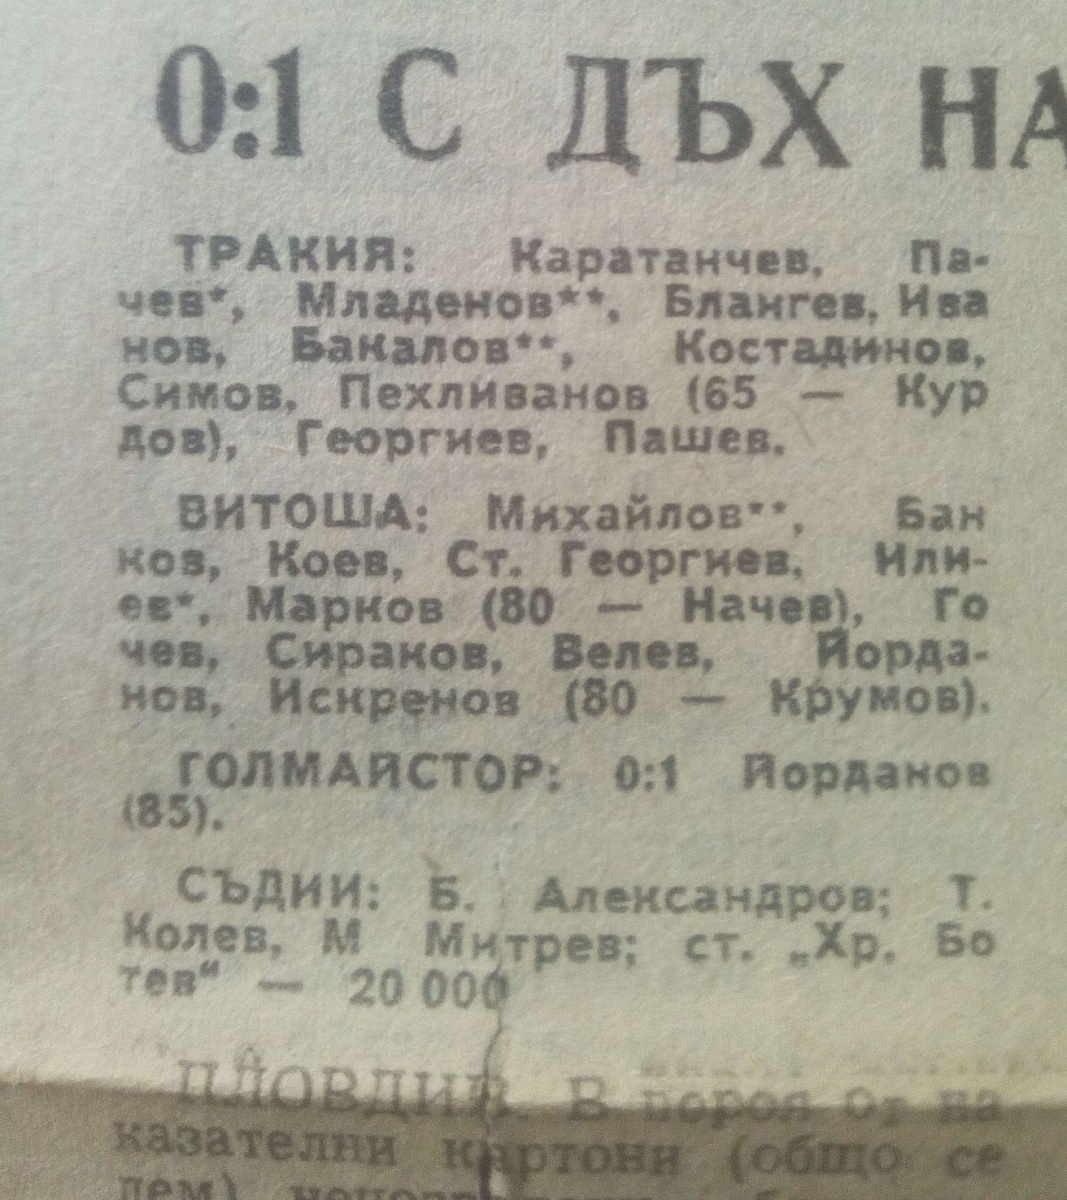 0:1 С ДЪХ НА
ТРАКИЯ: Каратанчев, Па-
чев*, Младенов**, Блангев, Ива
нов, Бакалов**, Костадинов,
Симов, Пехливанов (65 — Кур
дов), Георгиев, Пашев.
ВИТОША: Михайлов**, Бан
ков, Коев, Ст. Георгиев, Или-
ев*, Марков (80 — Начев), Го
чев, Сираков, Велев, Йорда-
нов, Искренов (80 — Крумов).
ГОЛМАЙСТОР: 0:1 Йорданов
(85).
СЪДИИ: Б. Александров; Т.
Колев, М Митрев; ст. „Хр. Бо
тев“ — 20 000
ПЛОВДИВ. В пороя от на
казателни картони (общо се
дем)